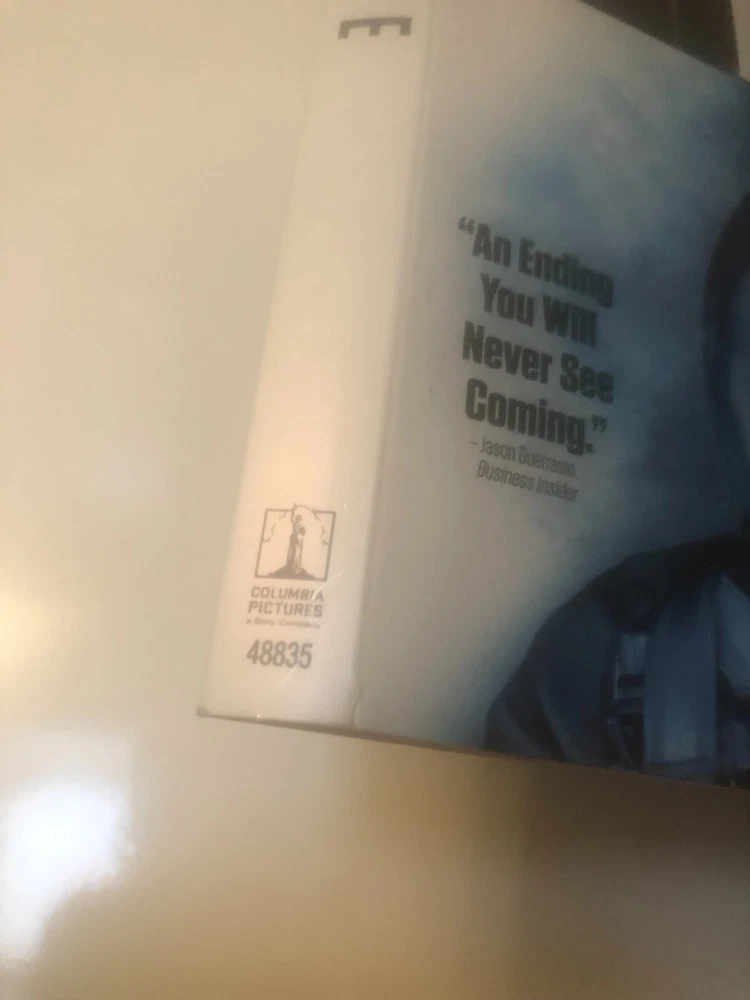 E
"An Ending
You Will
Never See
Coming."
– Jason Guerrasio,
Business Insider
COLUMBIA
PICTURES
a Sony Company
48835